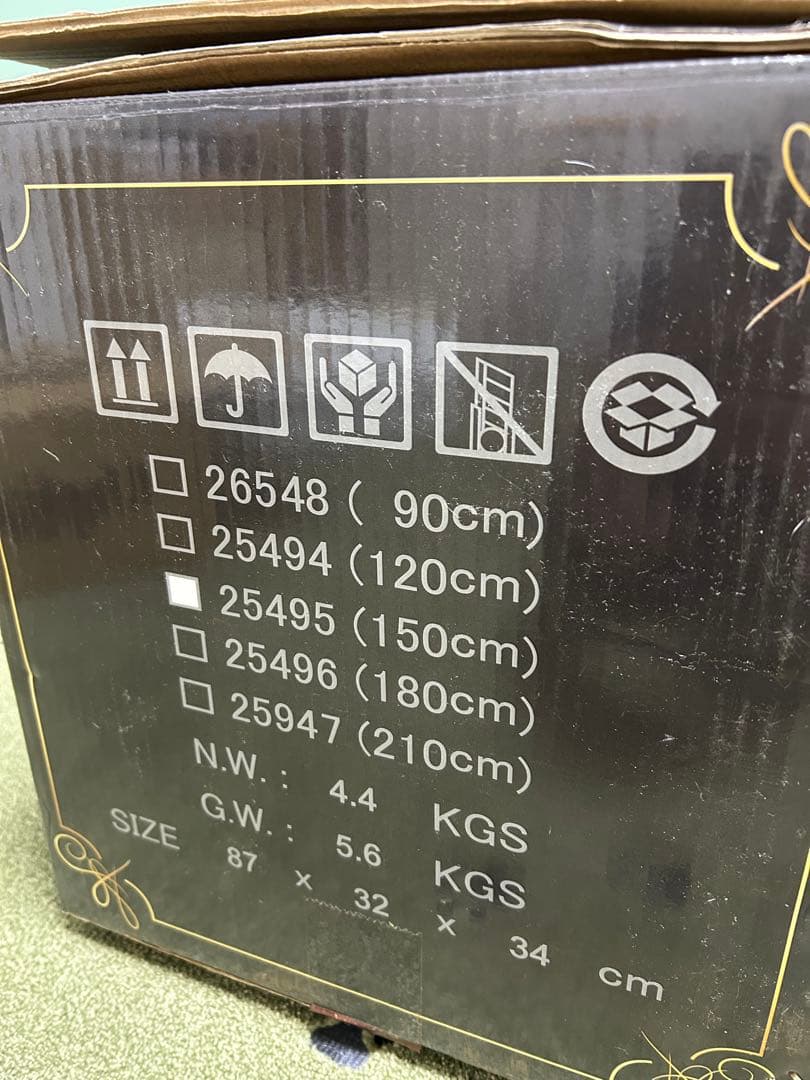 26548 ( 90cm)
25494 (120cm)
25495 (150cm)
25496 (180cm)
25947 (210cm)
N.W. : 4.4 KGS
G.W. : 5.6 KGS
SIZE 87 x 32 x 34 cm